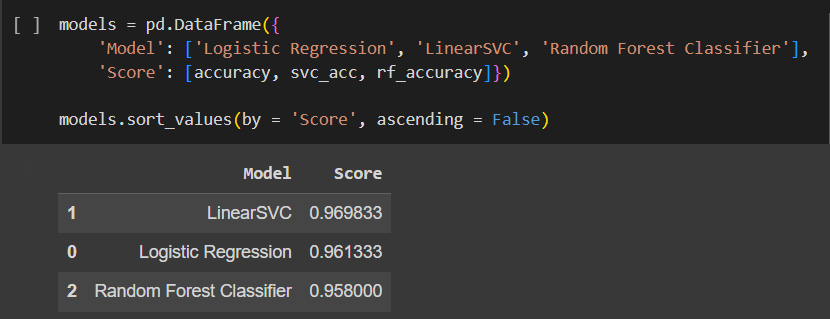 [ ] models = pd.DataFrame({
'Model': ['Logistic Regression', 'LinearSVC', 'Random Forest Classifier'],
'Score': [accuracy, svc_acc, rf_accuracy]})
models.sort_values(by = 'Score', ascending = False)
Model Score
1 LinearSVC 0.969833
0 Logistic Regression 0.961333
2 Random Forest Classifier 0.958000